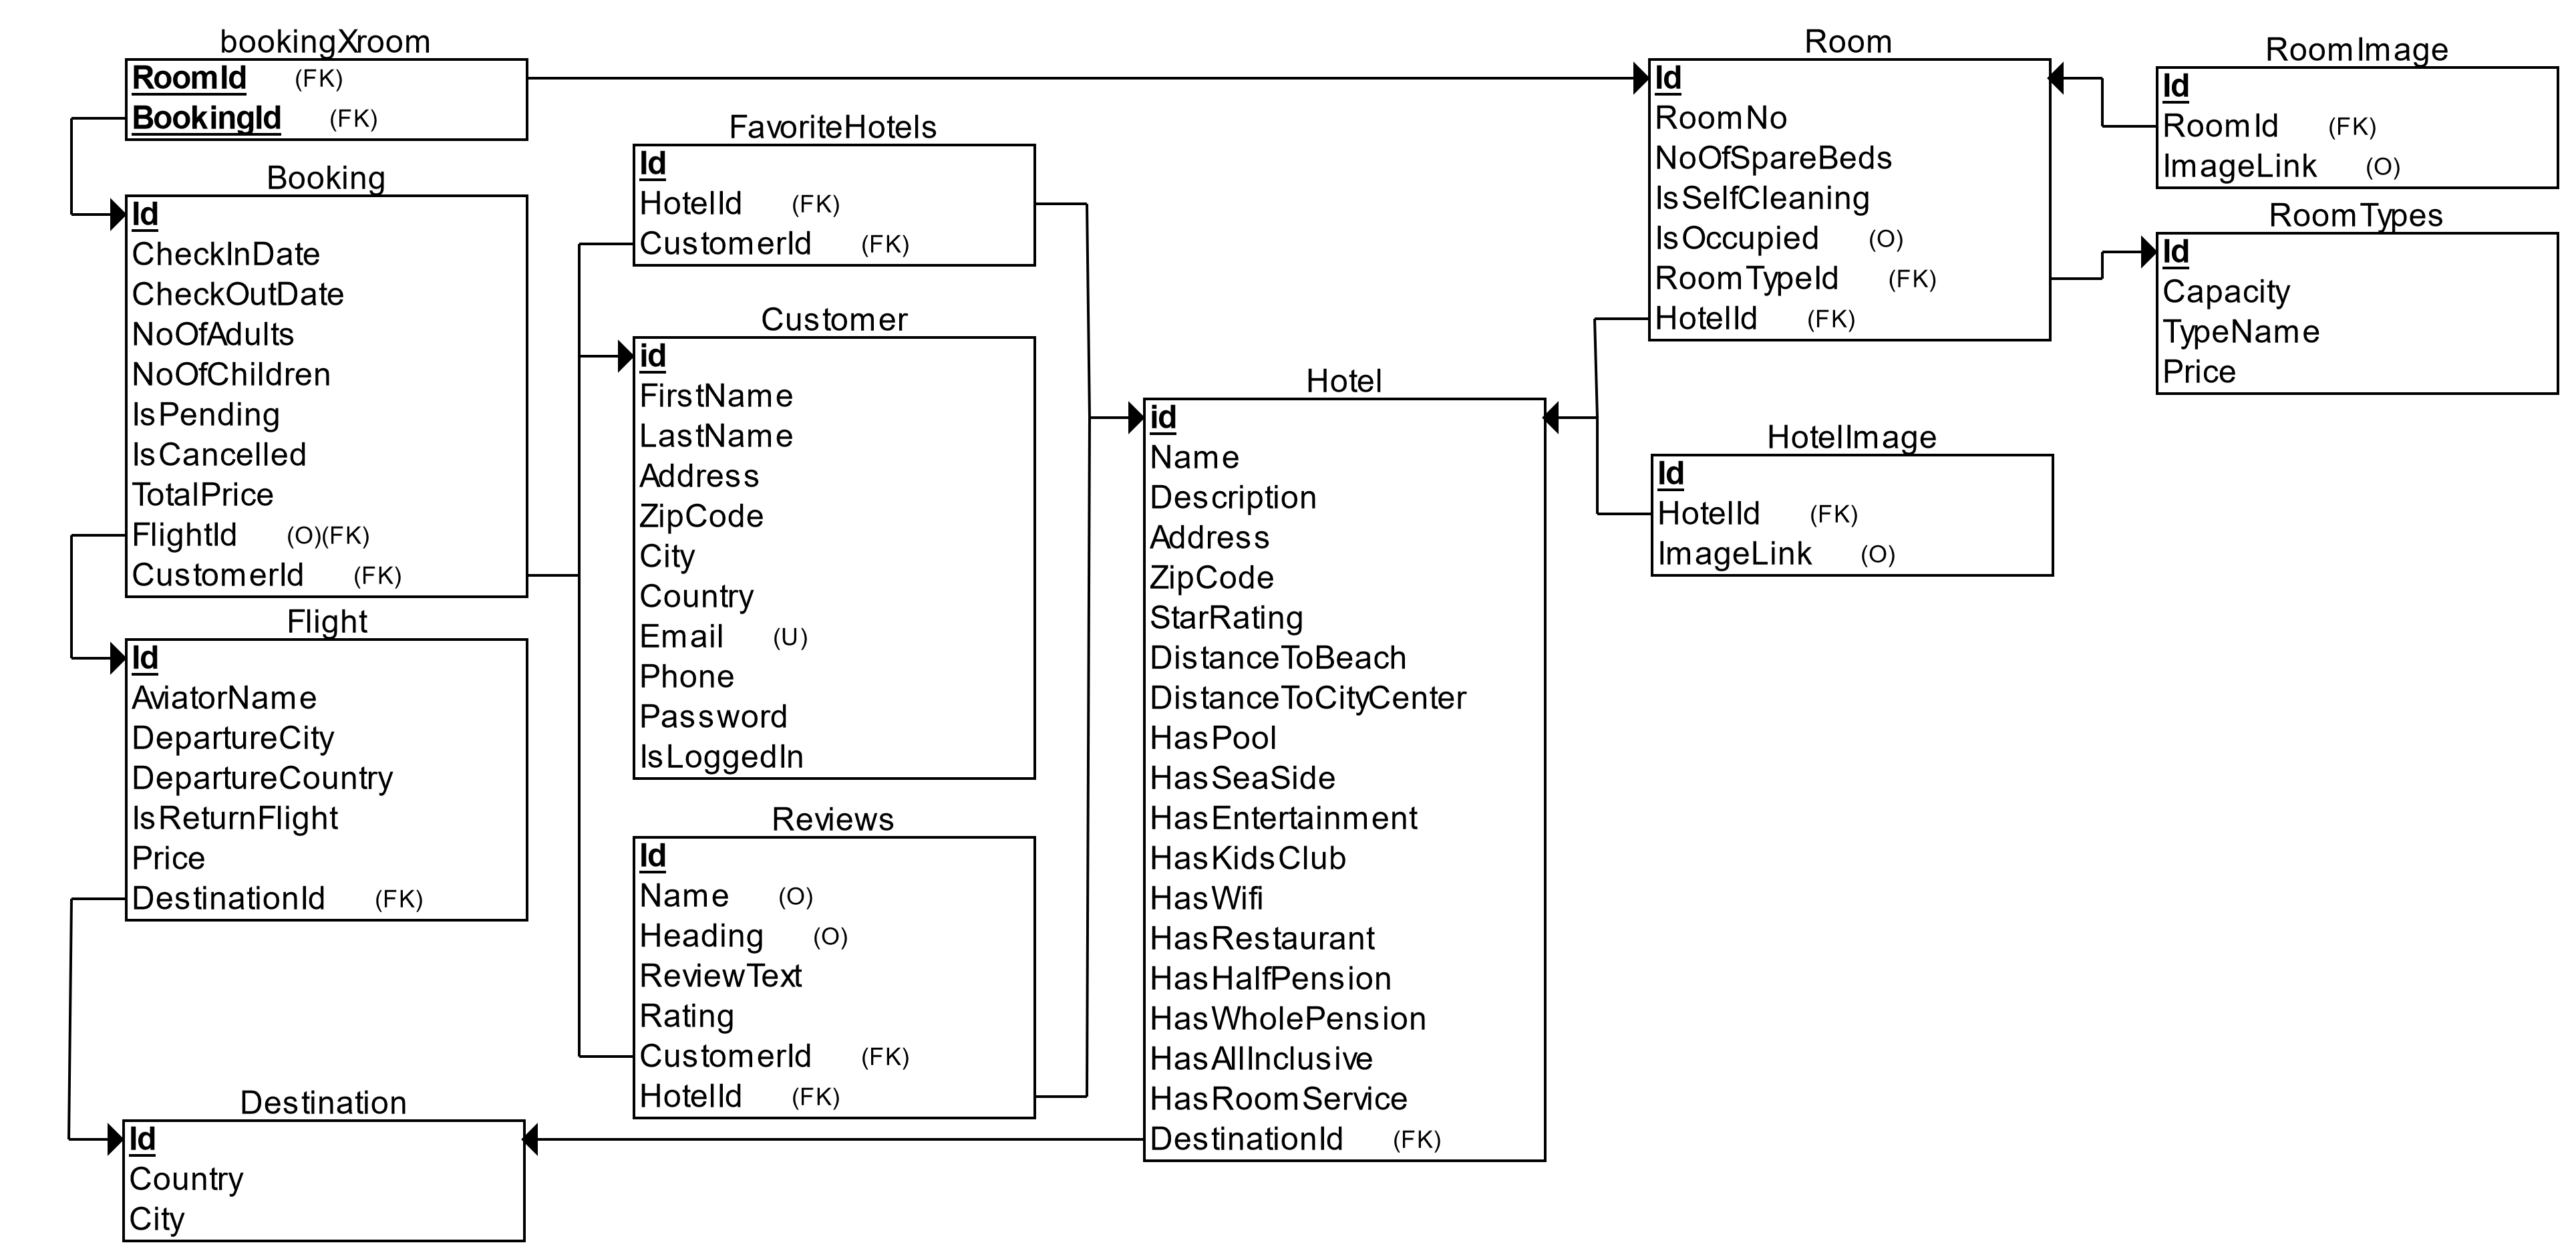 bookingXroom
RoomId (FK)
BookingId (FK)
Booking
Id
CheckInDate
CheckOutDate
NoOfAdults
NoOfChildren
IsPending
IsCancelled
TotalPrice
FlightId (O)(FK)
CustomerId (FK)
Flight
Id
AviatorName
DepartureCity
DepartureCountry
IsReturnFlight
Price
DestinationId (FK)
Destination
Id
Country
City
FavoriteHotels
Id
HotelId (FK)
CustomerId (FK)
Customer
id
FirstName
LastName
Address
ZipCode
City
Country
Email (U)
Phone
Password
IsLoggedIn
Reviews
Id
Name (O)
Heading (O)
ReviewText
Rating
CustomerId (FK)
HotelId (FK)
Hotel
id
Name
Description
Address
ZipCode
StarRating
DistanceToBeach
DistanceToCityCenter
HasPool
HasSeaSide
HasEntertainment
HasKidsClub
HasWifi
HasRestaurant
HasHalfPension
HasWholePension
HasAllInclusive
HasRoomService
DestinationId (FK)
Room
Id
RoomNo
NoOfSpareBeds
IsSelfCleaning
IsOccupied (O)
RoomTypeId (FK)
HotelId (FK)
HotelImage
Id
HotelId (FK)
ImageLink (O)
RoomImage
Id
RoomId (FK)
ImageLink (O)
RoomTypes
Id
Capacity
TypeName
Price